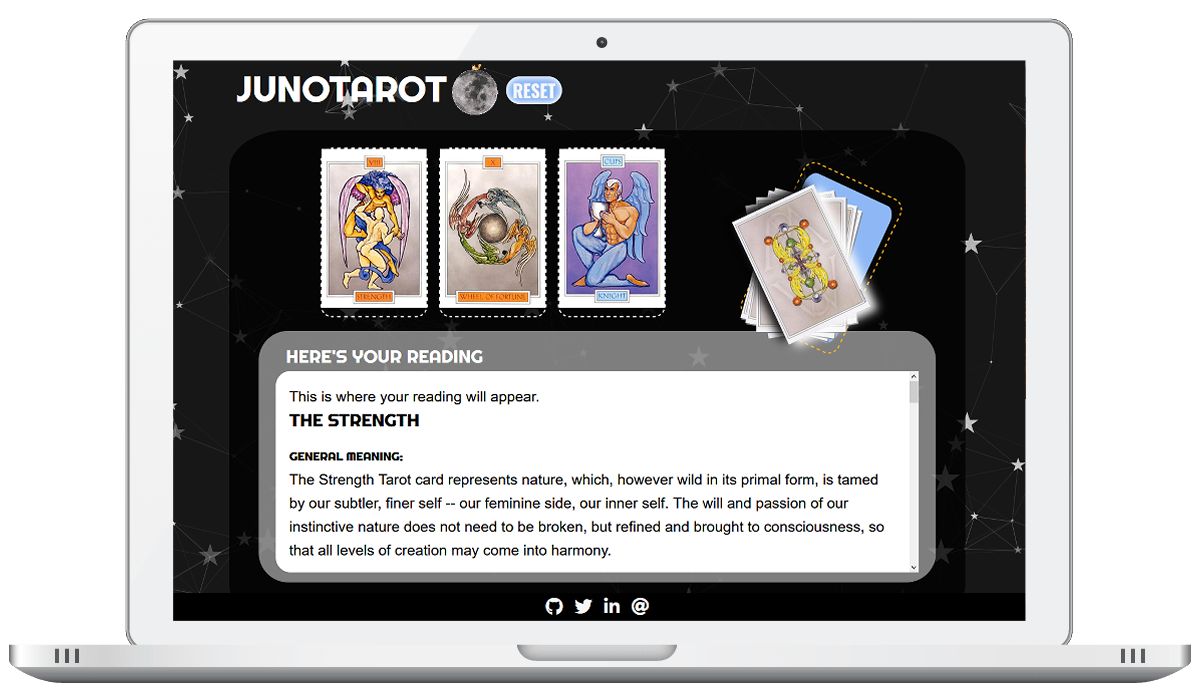 JUNOTAROT RESET
VIII
X
CUPS
STRENGTH
WHEEL OF FORTUNE
KNIGHT
HERE'S YOUR READING
This is where your reading will appear.
THE STRENGTH
GENERAL MEANING:
The Strength Tarot card represents nature, which, however wild in its primal form, is tamed
by our subtler, finer self -- our feminine side, our inner self. The will and passion of our
instinctive nature does not need to be broken, but refined and brought to consciousness, so
that all levels of creation may come into harmony.